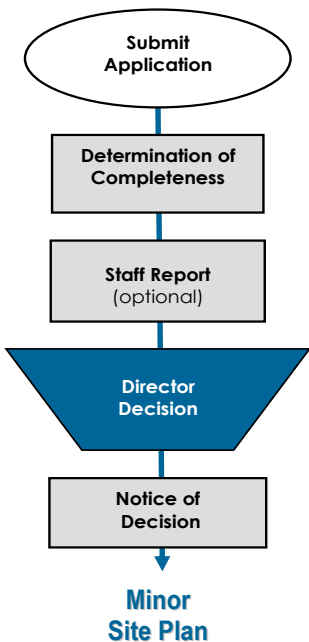 Submit
Application
Determination of
Completeness
Staff Report
(optional)
Director
Decision
Notice of
Decision
Minor
Site Plan